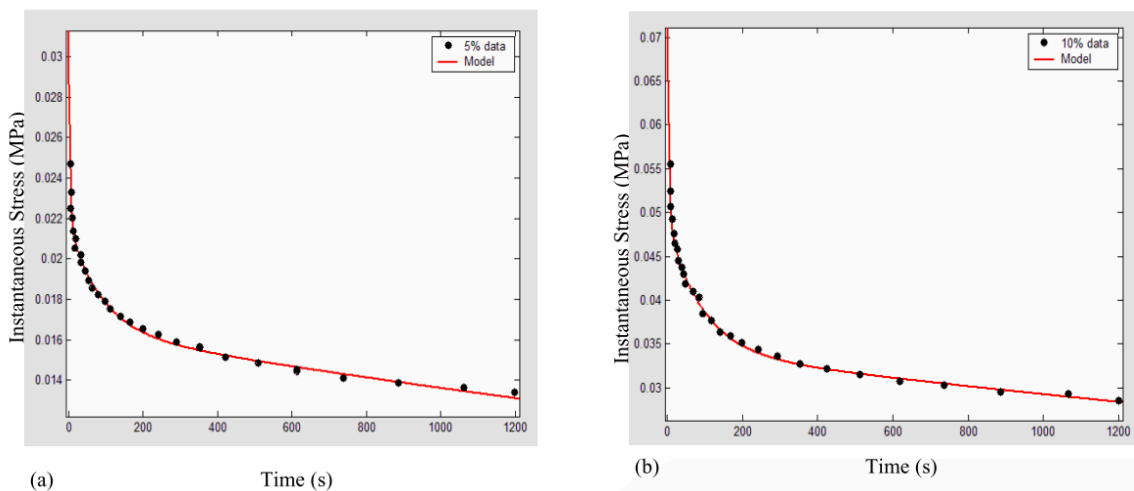 5% data
Model
Instantaneous Stress (MPa)
0.03
0.028
0.026
0.024
0.022
0.02
0.018
0.016
0.014
0 200 400 600 800 1000 1200
(a) Time (s)
10% data
Model
Instantaneous Stress (MPa)
0.07
0.065
0.06
0.055
0.05
0.045
0.04
0.035
0.03
0 200 400 600 800 1000 1200
(b) Time (s)